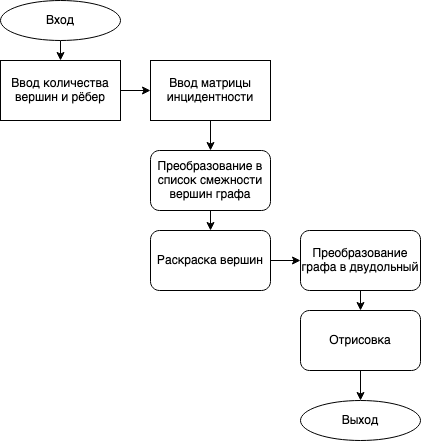 Вход
Ввод количества
вершин и рёбер
Ввод матрицы
инцидентности
Преобразование в
список смежности
вершин графа
Раскраска вершин
Преобразование
графа в двудольный
Отрисовка
Выход